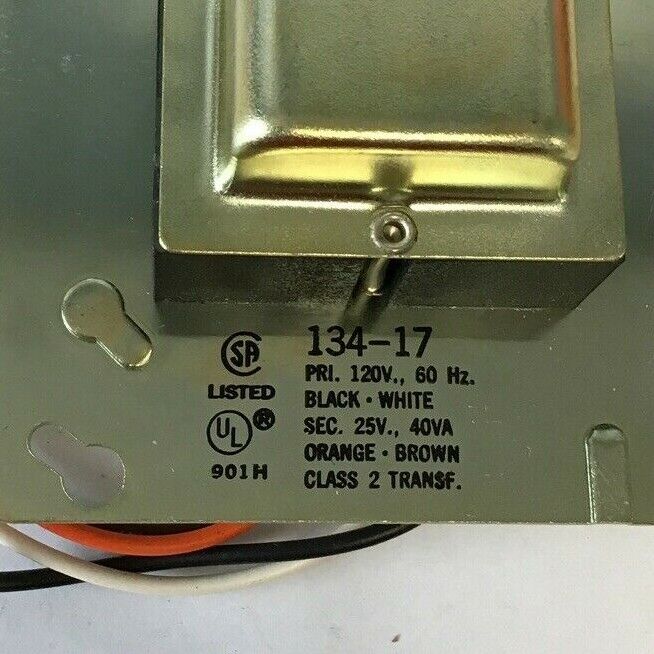 SA
LISTED
UL ®
901H
134-17
PRI. 120V., 60 Hz.
BLACK • WHITE
SEC. 25V., 40VA
ORANGE • BROWN
CLASS 2 TRANSF.